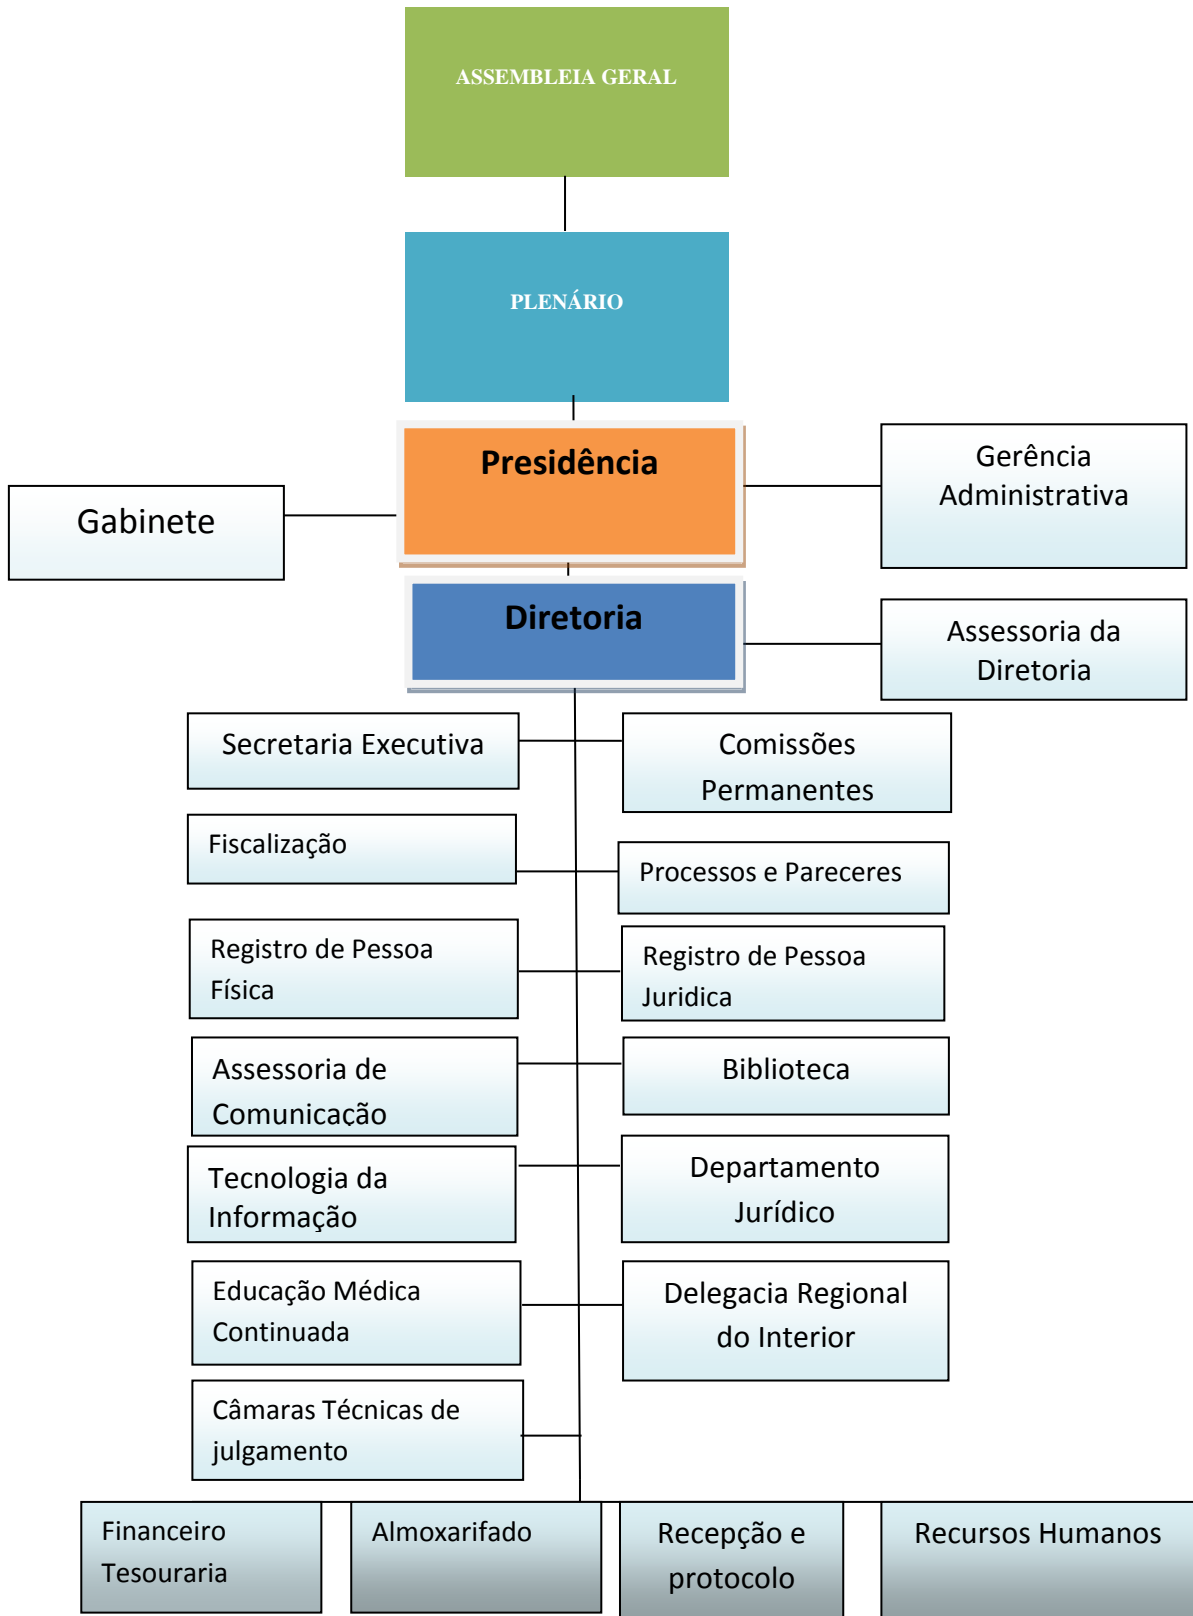 ASSEMBLEIA GERAL
PLENÁRIO
Presidência
Gerência
Administrativa
Gabinete
Diretoria
Assessoria da
Diretoria
Secretaria Executiva
Comissões
Permanentes
Fiscalização
Processos e Pareceres
Registro de Pessoa
Física
Registro de Pessoa
Juridica
Assessoria de
Comunicação
Biblioteca
Tecnologia da
Informação
Departamento
Jurídico
Educação Médica
Continuada
Delegacia Regional
do Interior
Câmaras Técnicas de
julgamento
Financeiro
Tesouraria
Almoxarifado
Recepção e
protocolo
Recursos Humanos